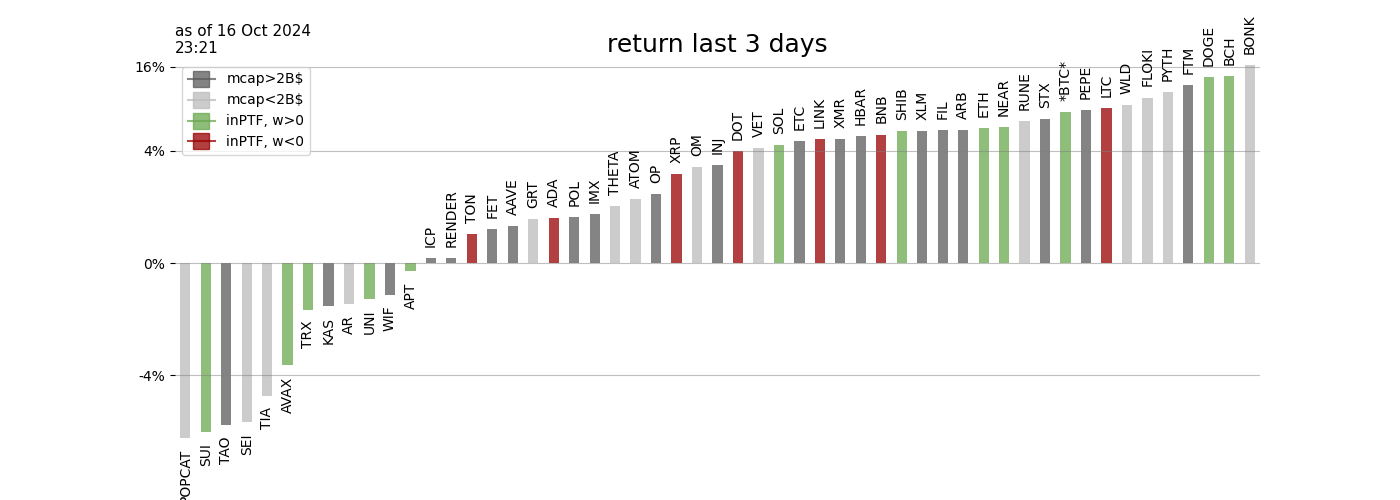 as of 16 Oct 2024
23:21
return last 3 days
16%
4%
0%
-4%
mcap>2B$
mcap<2B$
inPTF, w>0
inPTF, w<0
POPCAT
SUI
TAO
SEI
TIA
AVAX
TRX
KAS
AR
UNI
WIF
APT
ICP
RENDER
TON
FET
AAVE
GRT
ADA
POL
IMX
THETA
ATOM
OP
XRP
OM
INJ
DOT
VET
SOL
ETC
LINK
XMR
HBAR
BNB
SHIB
XLM
FIL
ARB
ETH
NEAR
RUNE
STX
*BTC*
PEPE
LTC
WLD
FLOKI
PYTH
FTM
DOGE
BCH
BONK